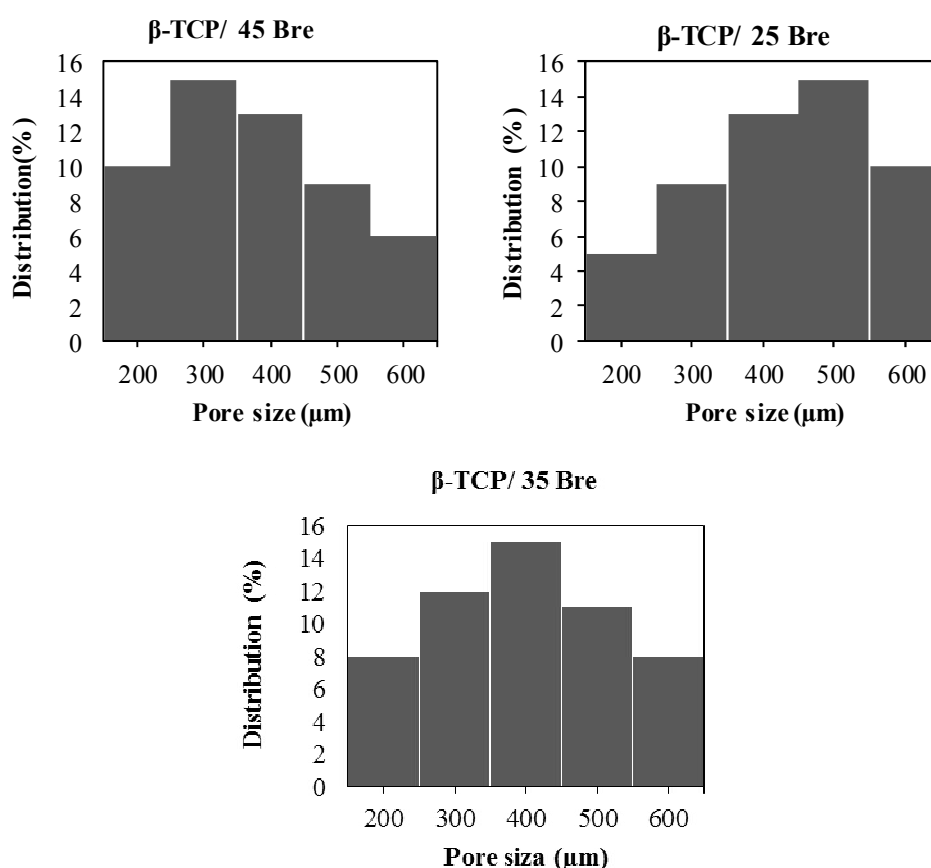 β-TCP/ 45 Bre
16
14
12
10
8
6
4
2
0
Distribution(%)
200 300 400 500 600
Pore size (μm)
β-TCP/ 25 Bre
16
14
12
10
8
6
4
2
0
Distribution (%)
200 300 400 500 600
Pore size (μm)
β-TCP/ 35 Bre
16
14
12
10
8
6
4
2
0
Distribution (%)
200 300 400 500 600
Pore siza (μm)